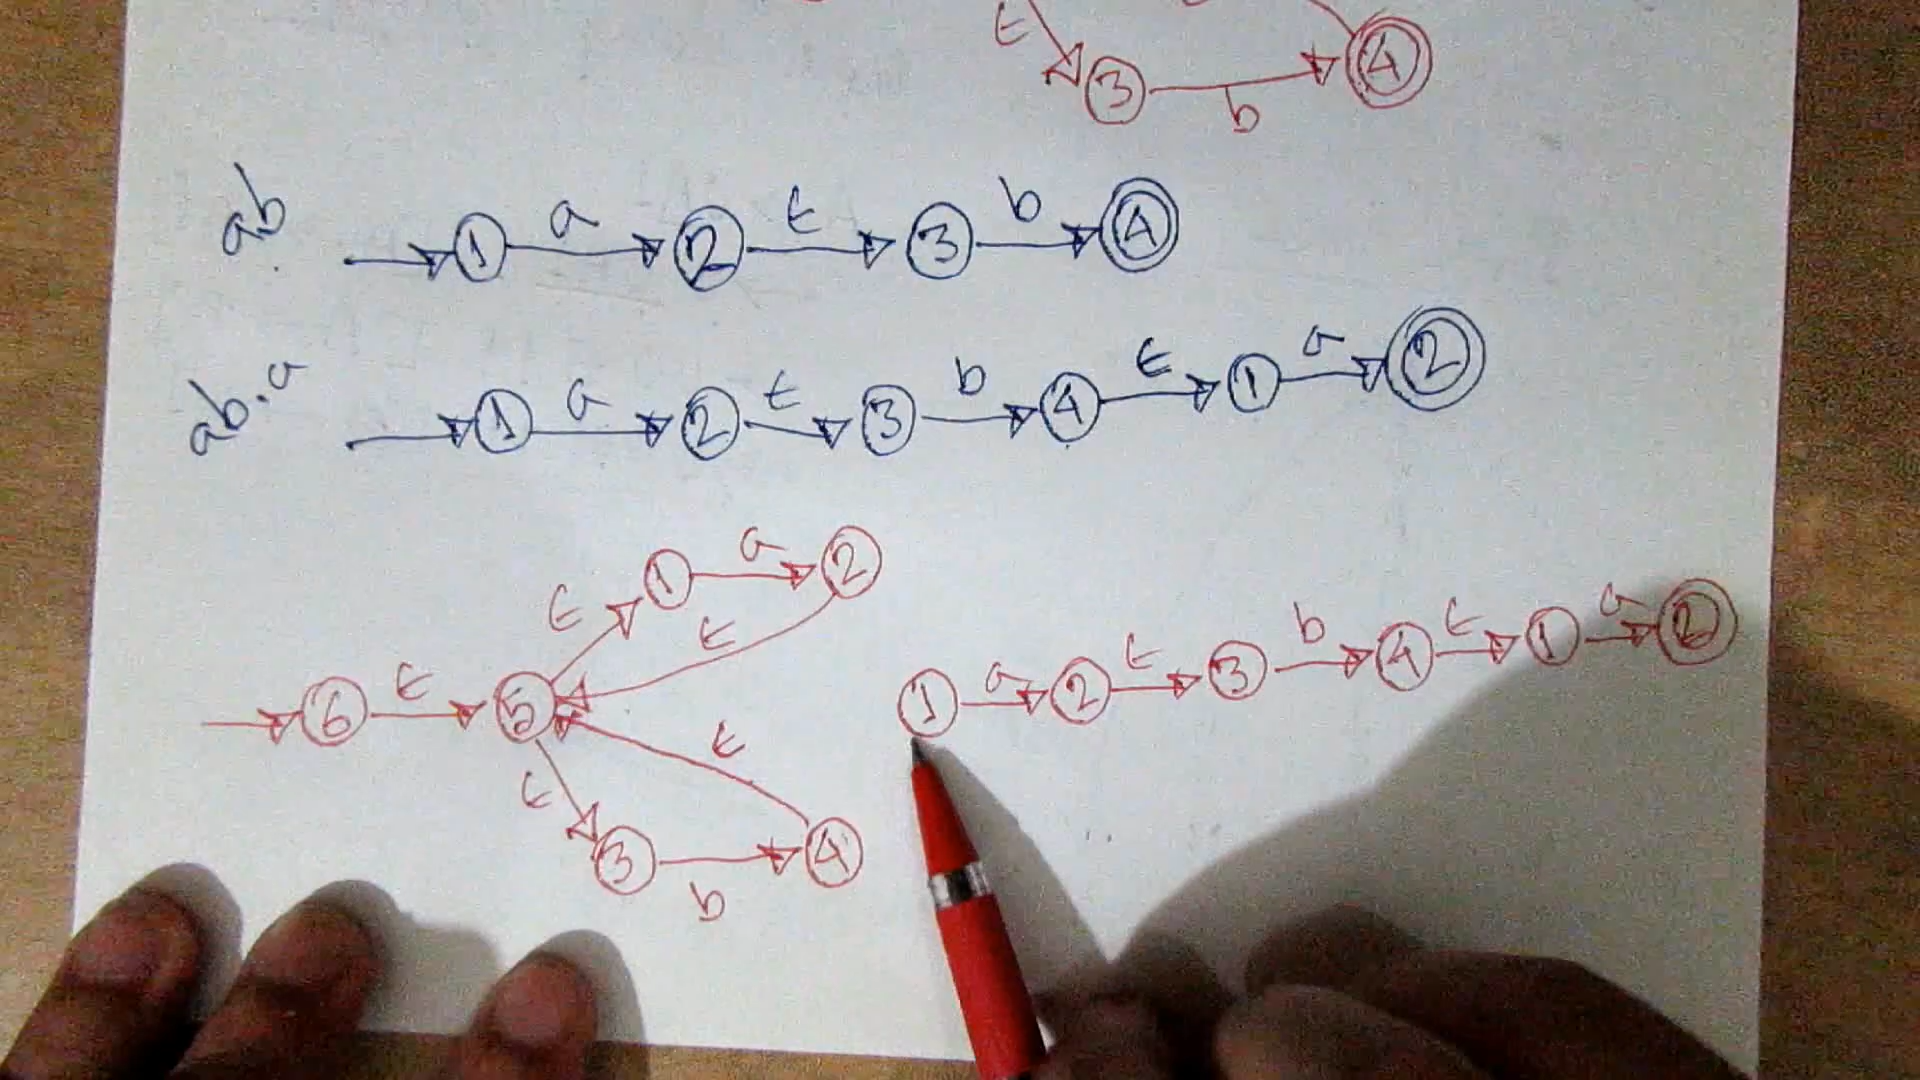 ε
3 b 4
ab 1 a 2 ε 3 b 4
ab.a 1 a 2 ε 3 b 4 ε 1 a 2
ε 1 a 2
ε
6 ε 5
ε
ε 3 b 4
1 a 2 ε 3 b 4 ε 1 a 2